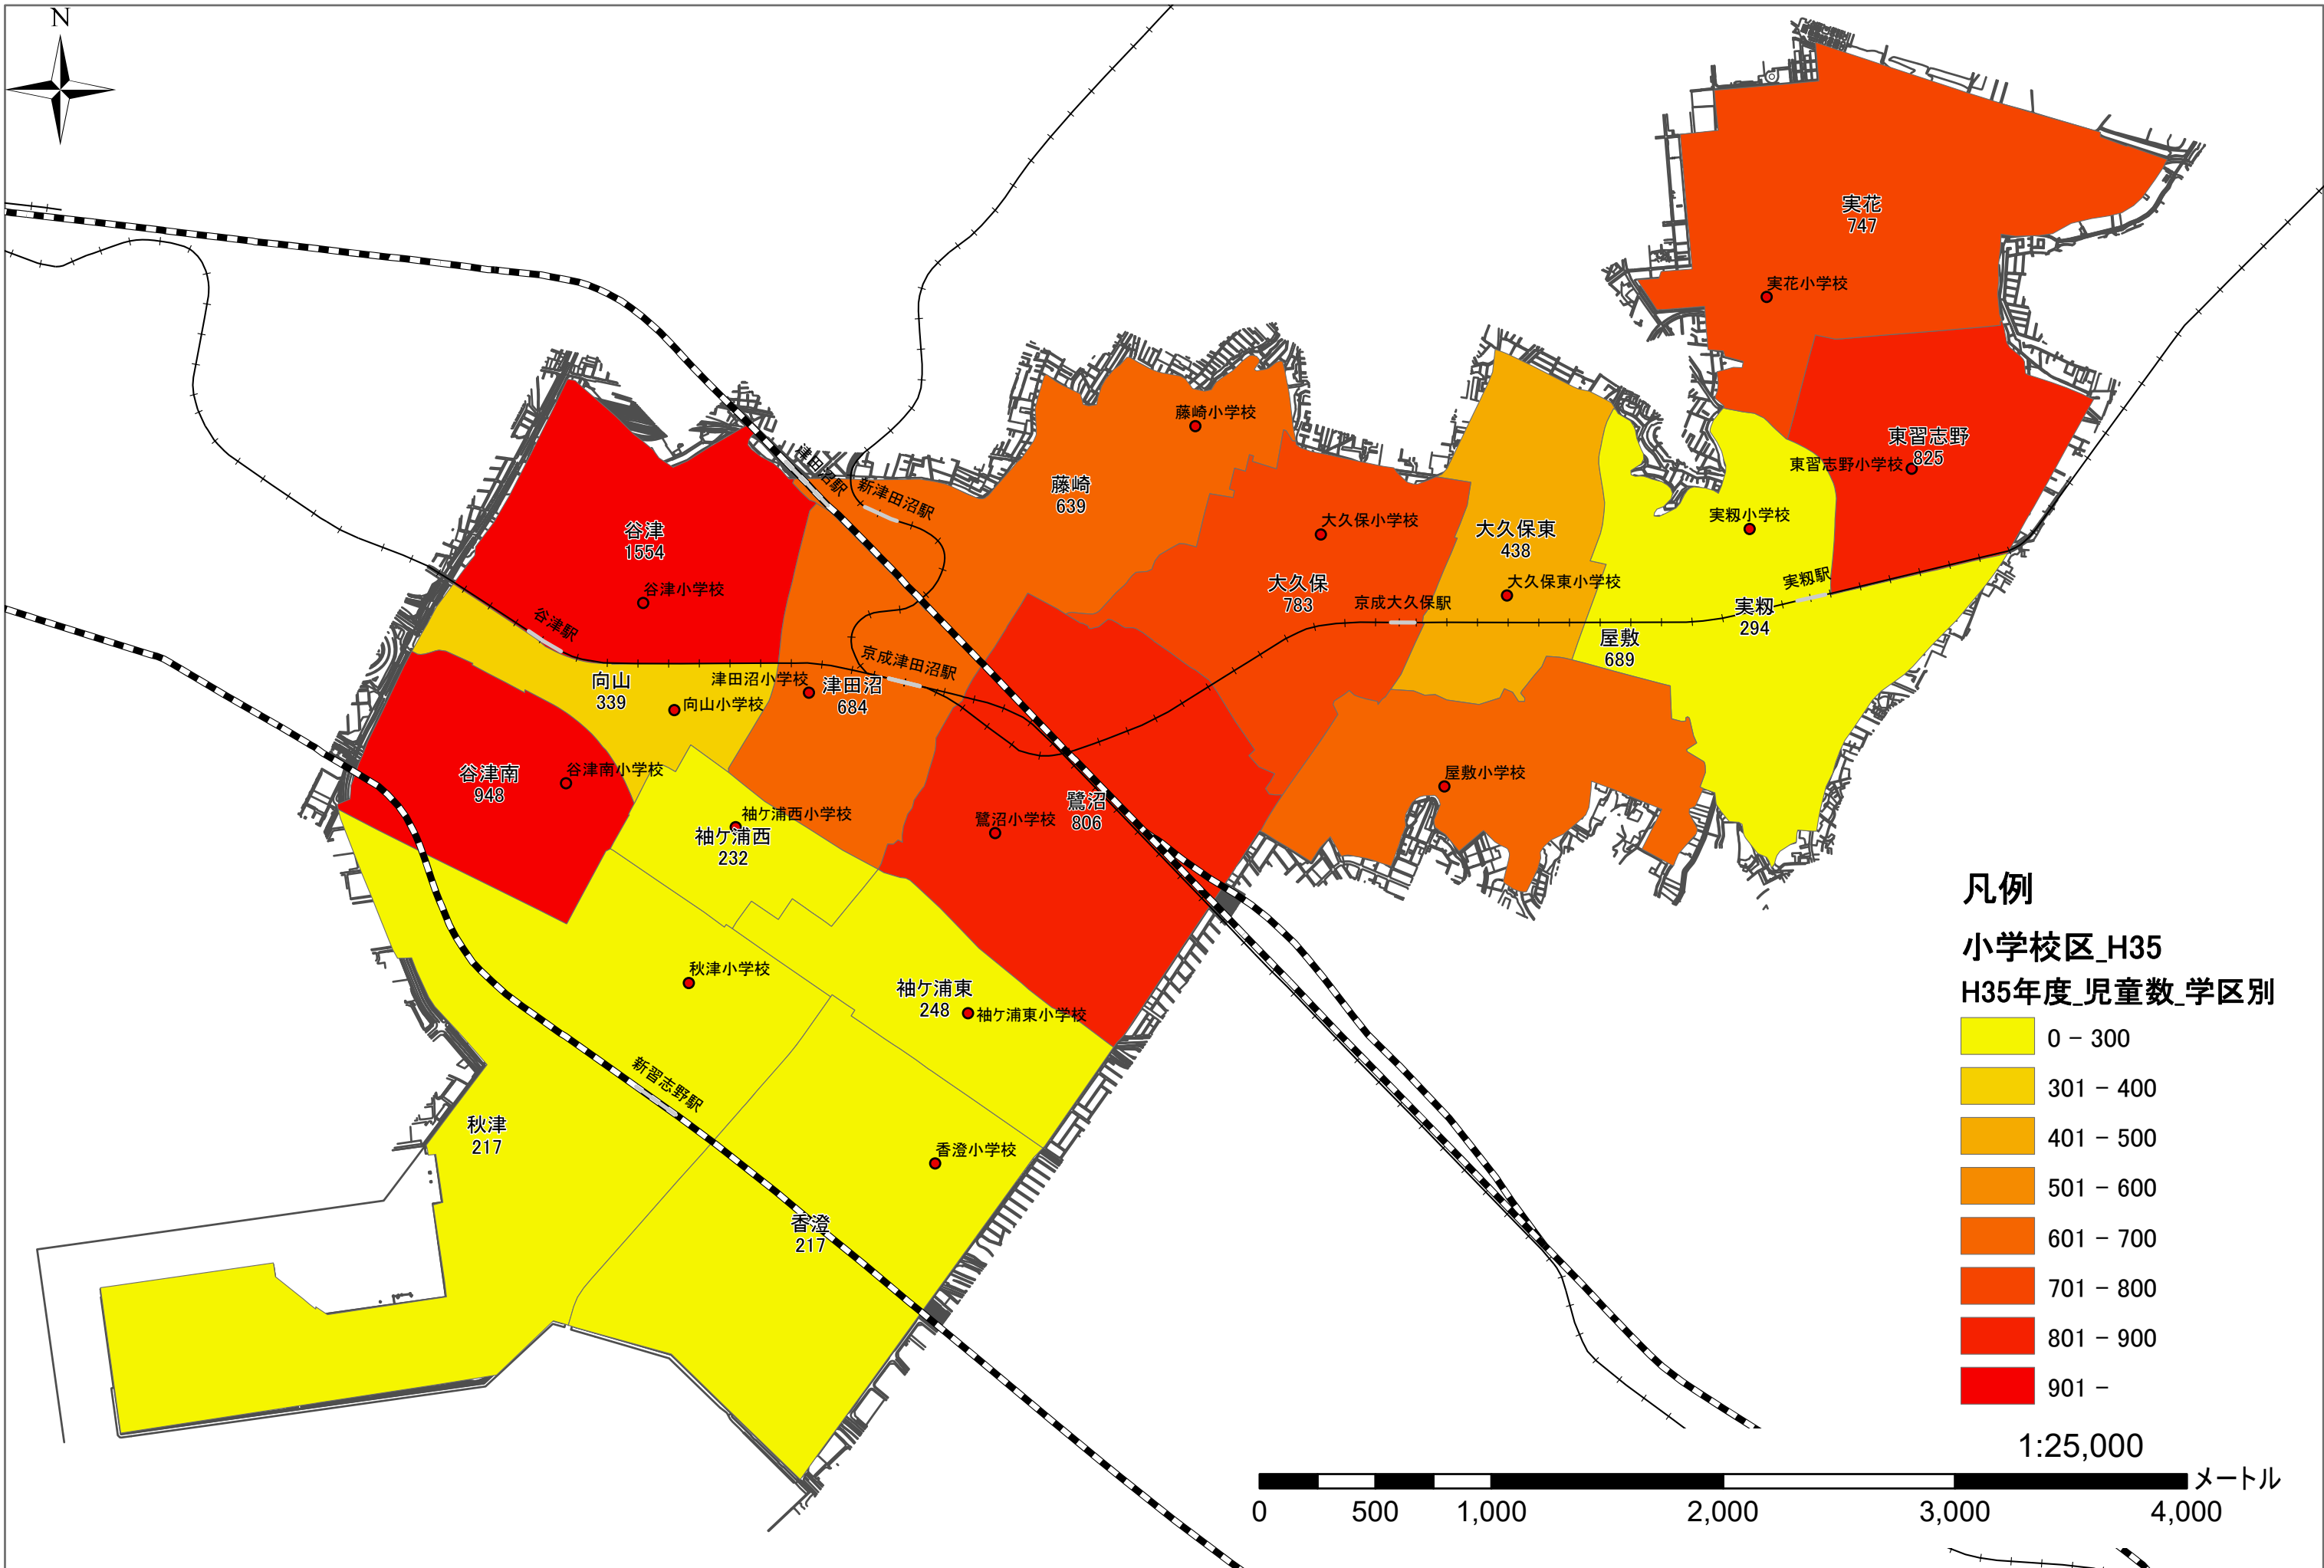 N
実花
747
実花小学校
藤崎小学校
東習志野
825
東習志野小学校
津田沼駅
新津田沼駅
藤崎
639
谷津
1554
大久保小学校
大久保東
438
実籾小学校
谷津小学校
大久保
783
大久保東小学校
京成大久保駅
実籾駅
実籾
294
谷津駅
屋敷
689
京成津田沼駅
向山
339
津田沼小学校
津田沼
684
向山小学校
谷津南
948
谷津南小学校
屋敷小学校
鷺沼
806
鷺沼小学校
袖ケ浦西小学校
袖ケ浦西
232
秋津小学校
袖ケ浦東
248
袖ケ浦東小学校
新習志野駅
秋津
217
香澄小学校
香澄
217
凡例
小学校区_H35
H35年度_児童数_学区別
0 - 300
301 - 400
401 - 500
501 - 600
601 - 700
701 - 800
801 - 900
901 -
1:25,000
メートル
0 500 1,000 2,000 3,000 4,000